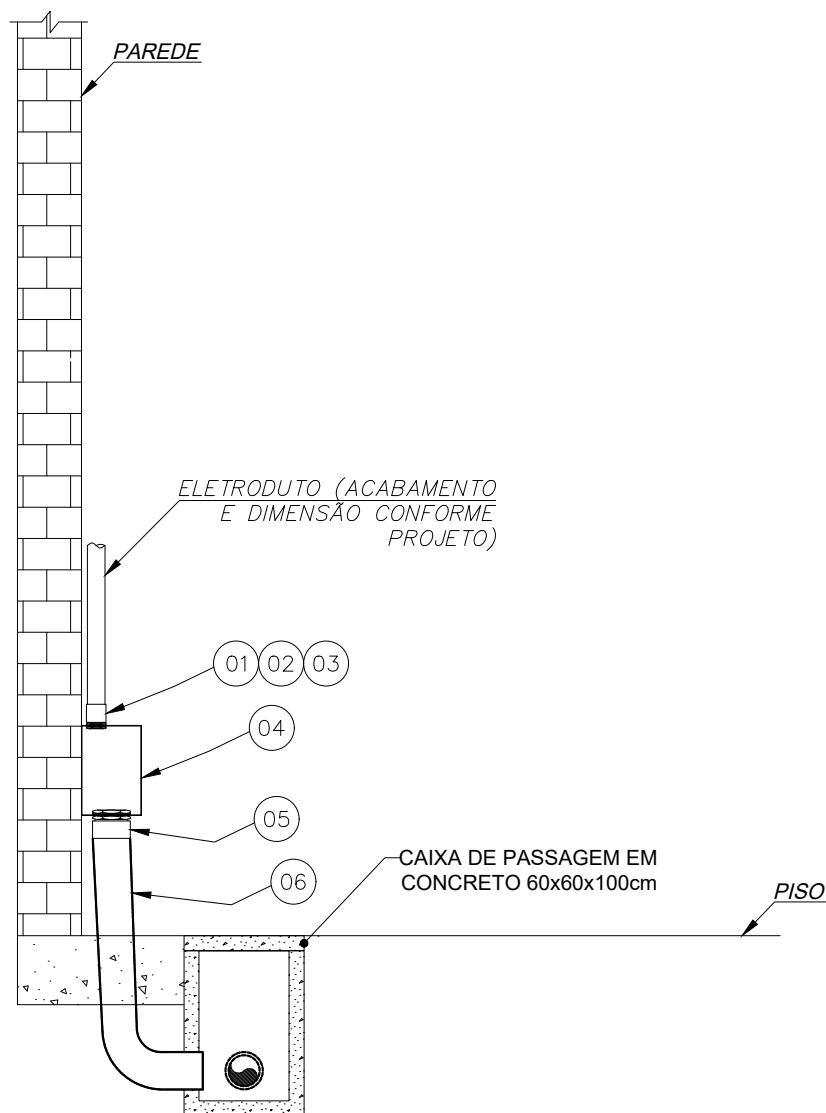 PAREDE
ELETRODUTO (ACABAMENTO
E DIMENSÃO CONFORME
PROJETO)
01 02 03
04
05
06
CAIXA DE PASSAGEM EM
CONCRETO 60x60x100cm
PISO